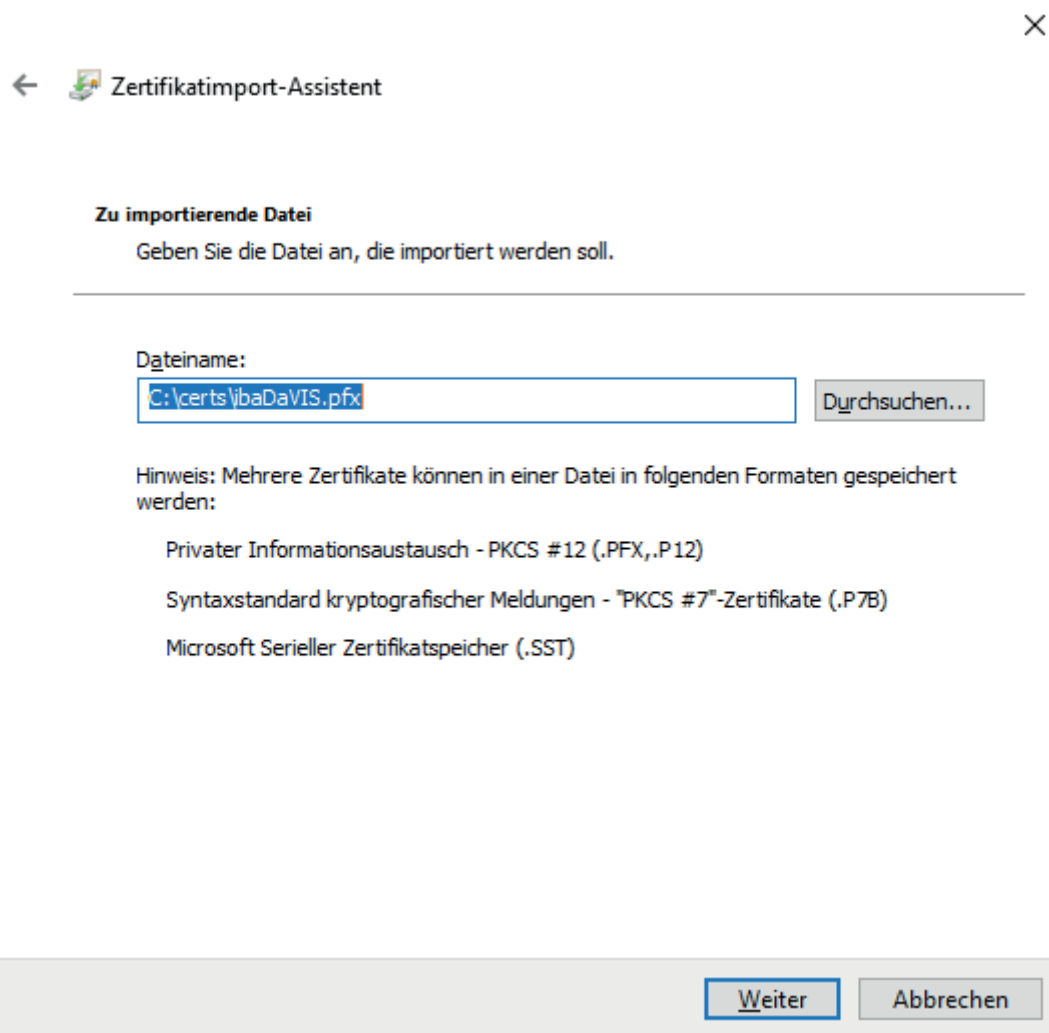 Zertifikatimport-Assistent
Zu importierende Datei
Geben Sie die Datei an, die importiert werden soll.
Dateiname:
C:\certs\ibaDaVIS.pfx
Durchsuchen...
Hinweis: Mehrere Zertifikate können in einer Datei in folgenden Formaten gespeichert
werden:
Privater Informationsaustausch - PKCS #12 (.PFX,.P12)
Syntaxstandard kryptografischer Meldungen - "PKCS #7"-Zertifikate (.P7B)
Microsoft Serieller Zertifikatspeicher (.SST)
Weiter
Abbrechen